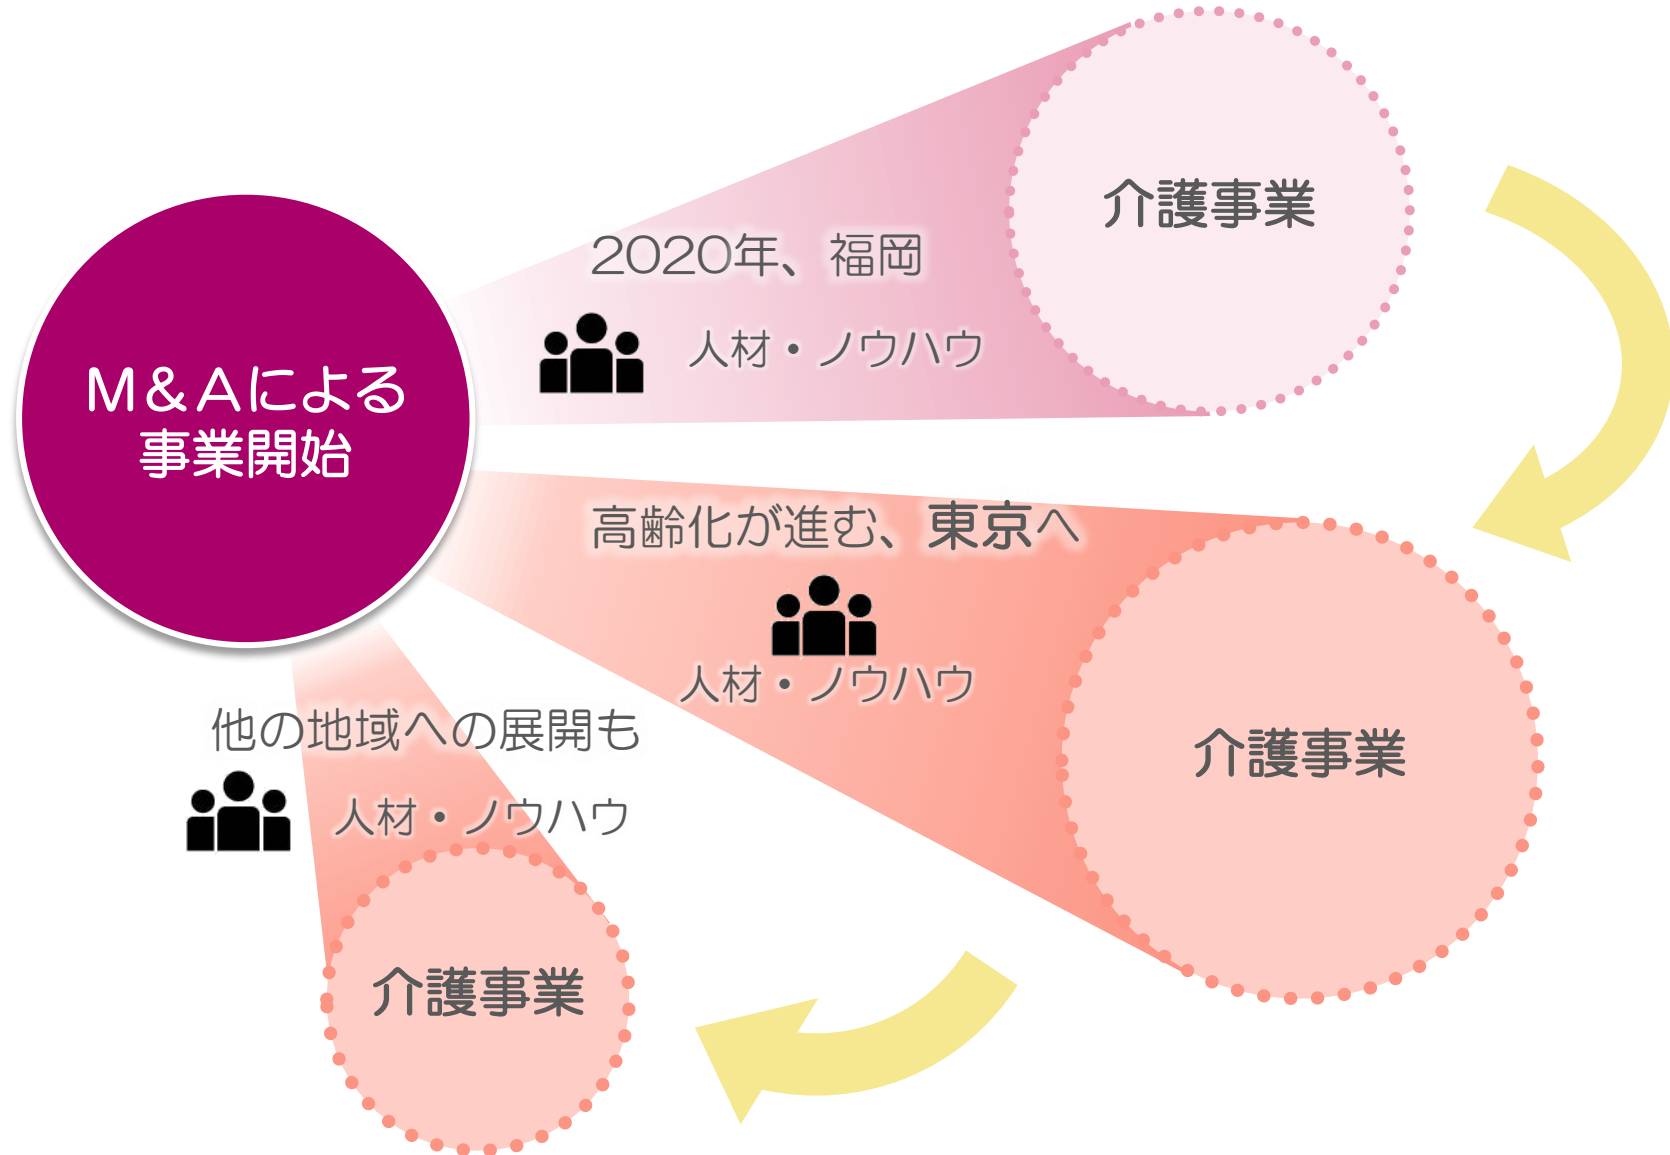 M&Aによる
事業開始
2020年、福岡
人材・ノウハウ
介護事業
高齢化が進む、東京へ
人材・ノウハウ
介護事業
他の地域への展開も
人材・ノウハウ
介護事業